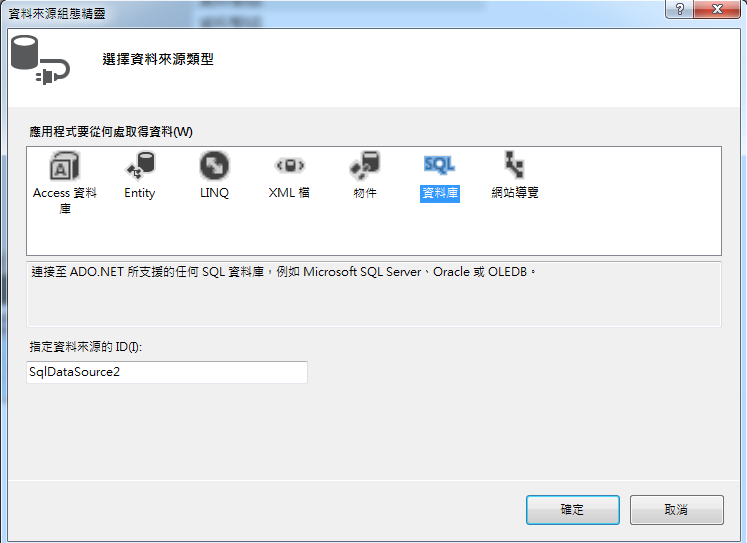 資料來源組態精靈
?
選擇資料來源類型
應用程式要從何處取得資料(W)
SQL
Access 資料庫
Entity
LINQ
XML 檔
物件
資料庫
網站導覽
連接至 ADO.NET 所支援的任何 SQL 資料庫，例如 Microsoft SQL Server、Oracle 或 OLEDB。
指定資料來源的 ID(I):
SqlDataSource2
確定
取消